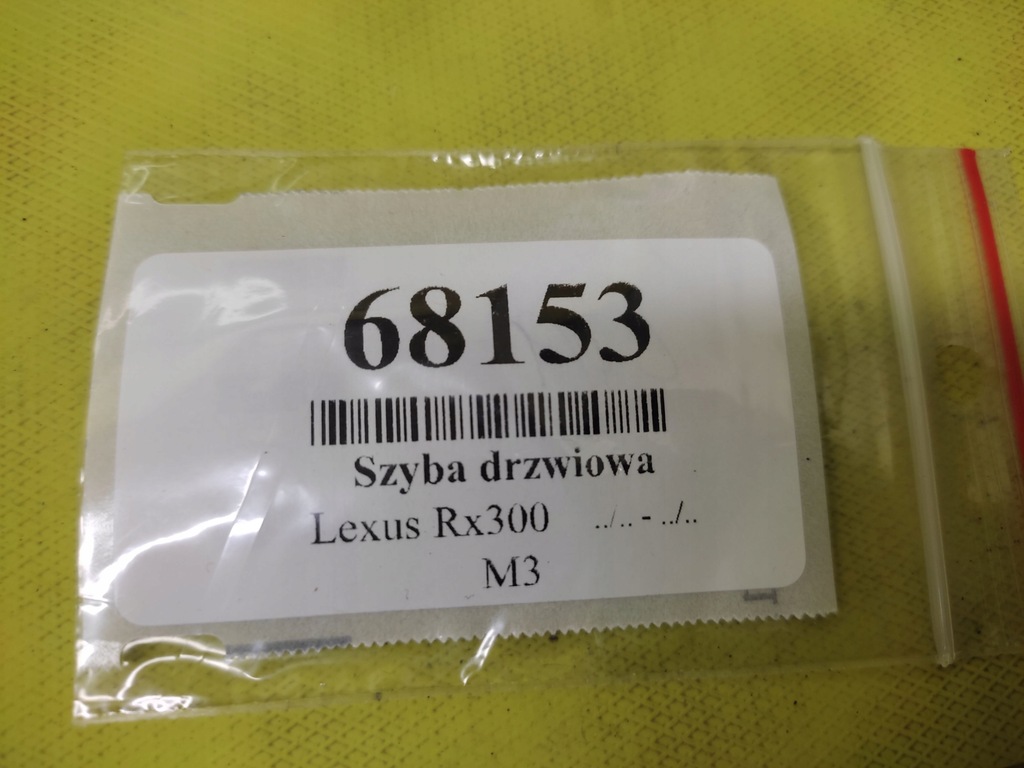 68153
Szyba drzwiowa
Lexus Rx300 ../.. - ../..
M3